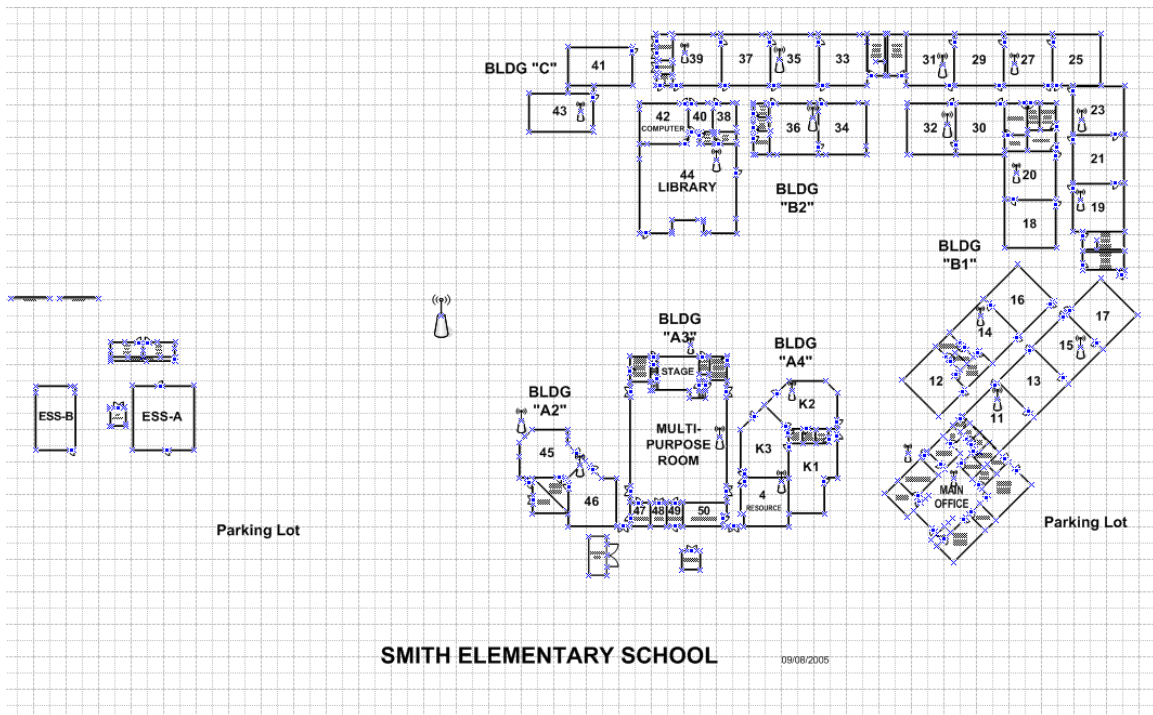 BLDG "C"
41
43
39
37
35
33
31
29
27
25
42
COMPUTER
40
38
36
34
32
30
23
21
19
20
18
44
LIBRARY
BLDG
"B2"
BLDG
"B1"
16
14
12
17
15
13
11
MAIN
OFFICE
BLDG
"A3"
STAGE
MULTI-
PURPOSE
ROOM
47
48
49
50
BLDG
"A4"
K2
K3
K1
4
RESOURCE
BLDG
"A2"
45
46
ESS-B
ESS-A
Parking Lot
Parking Lot
SMITH ELEMENTARY SCHOOL
09/08/2005